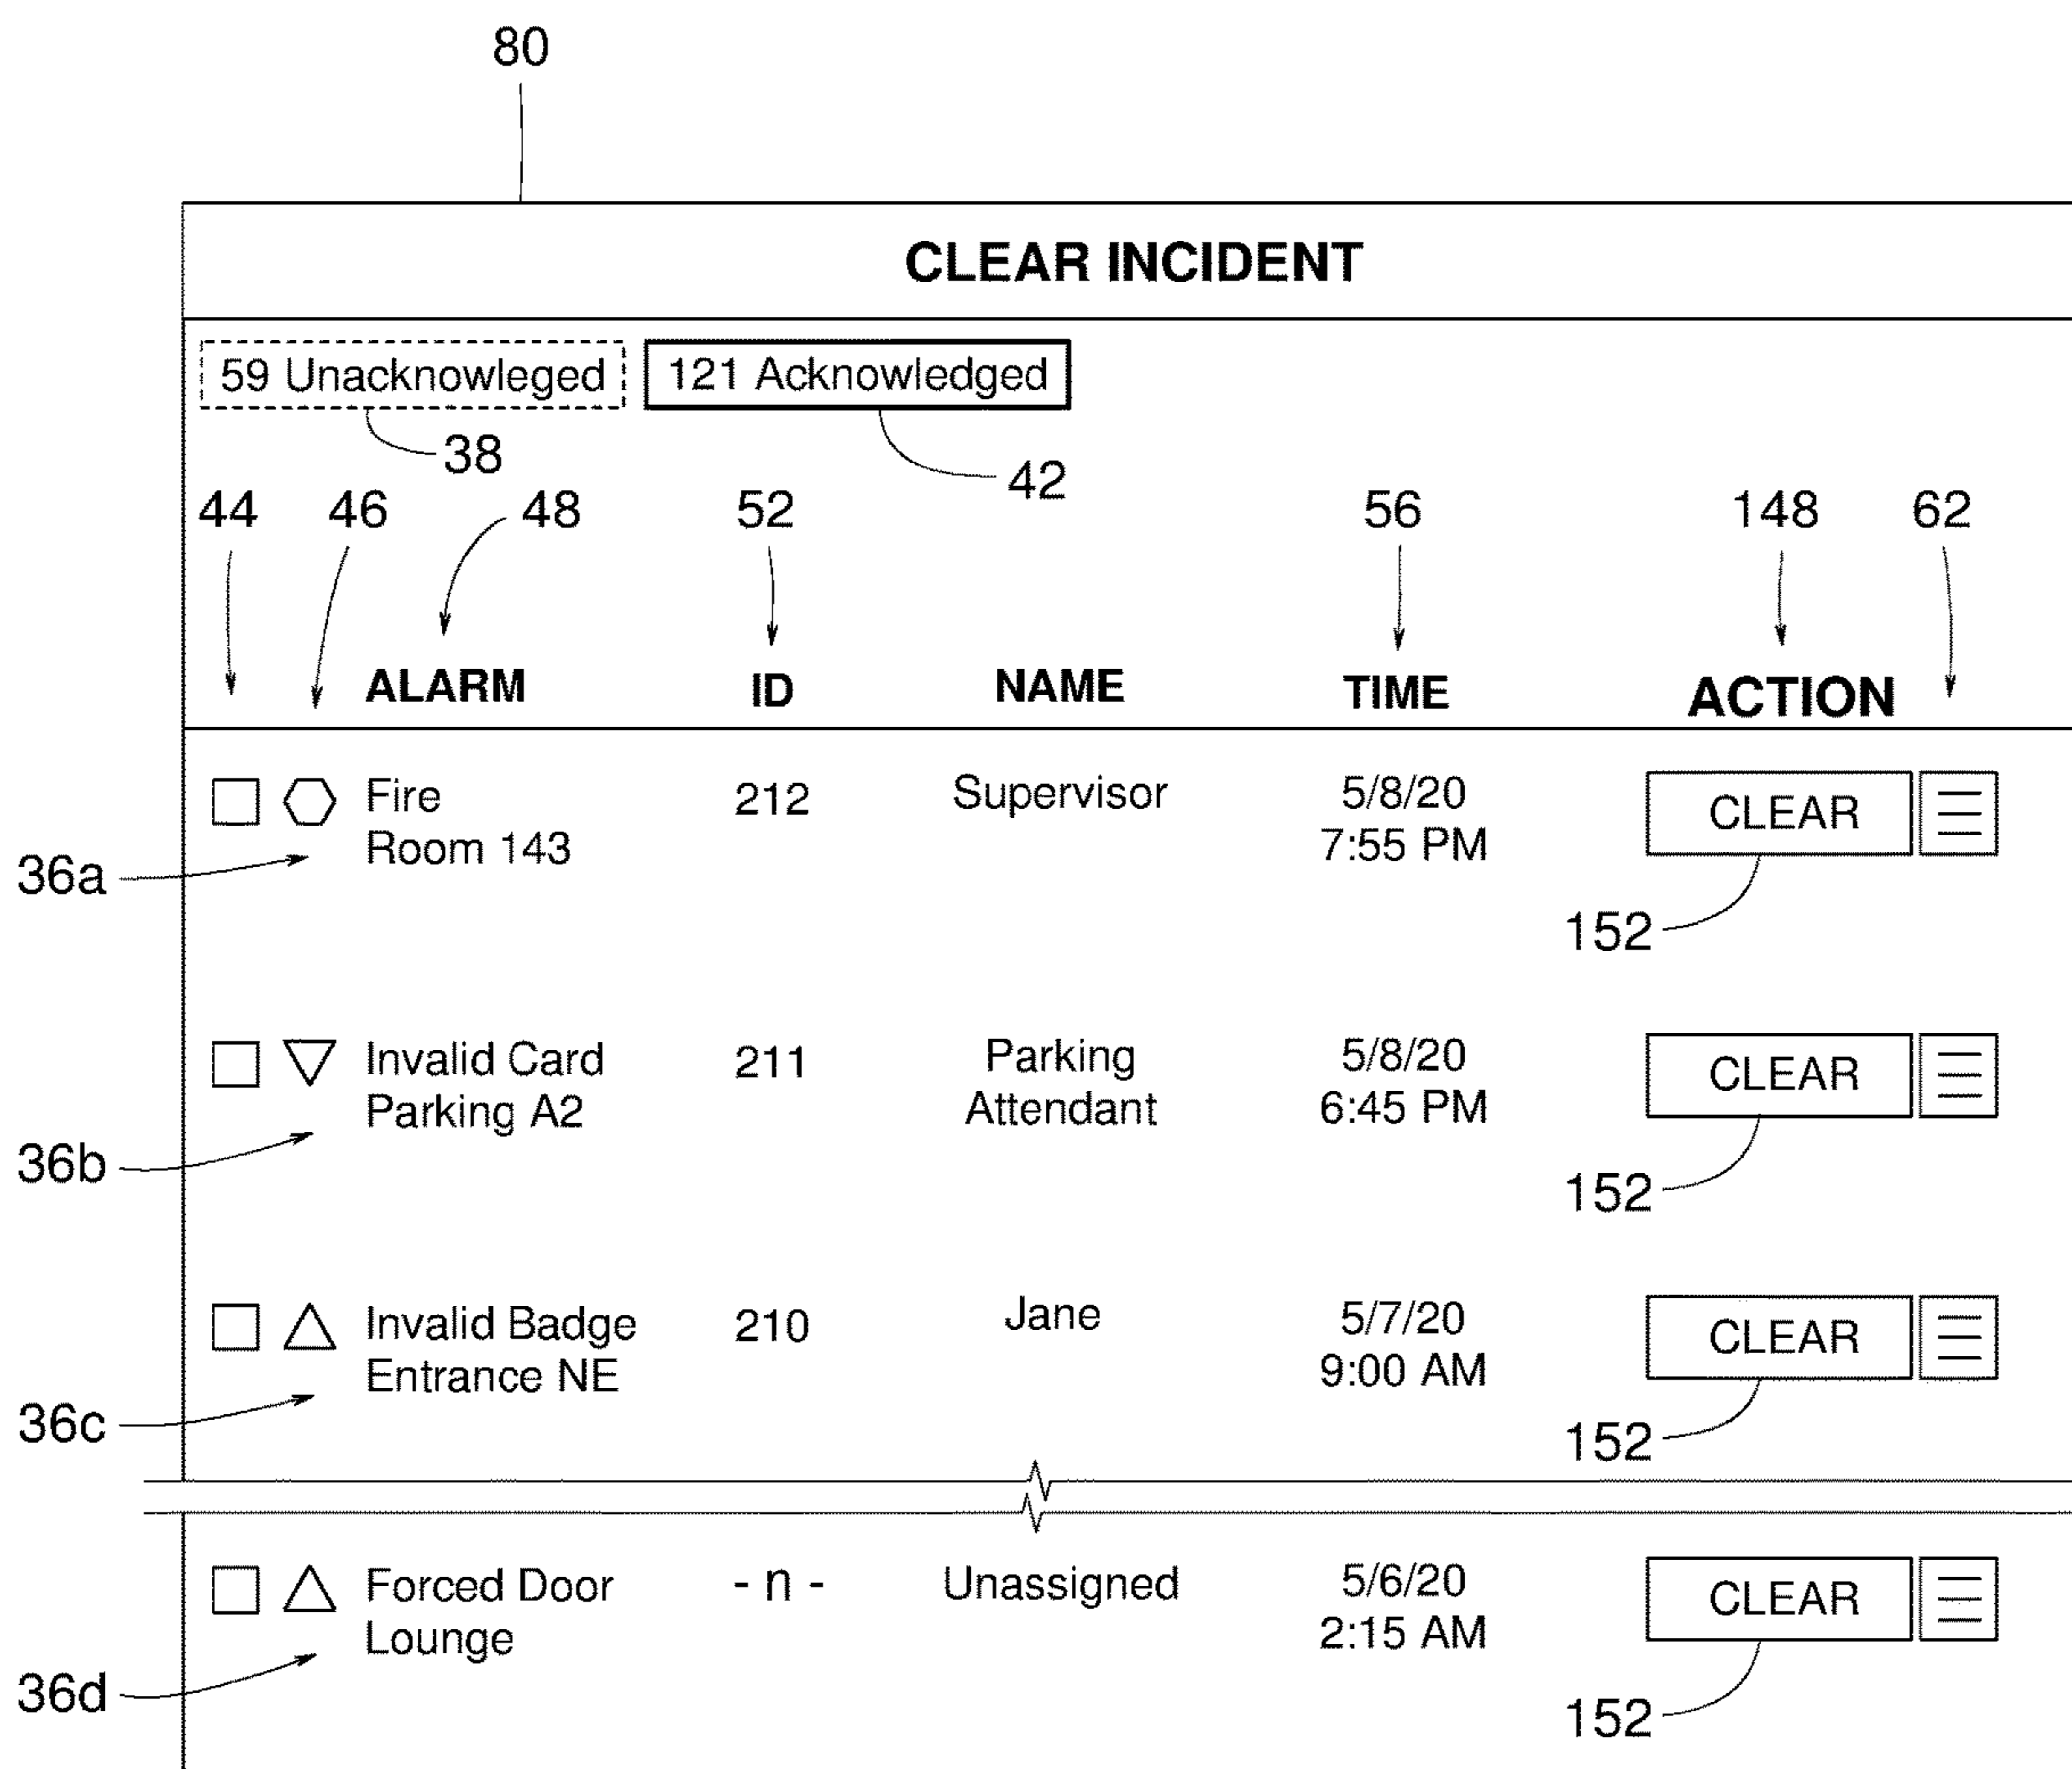 80
CLEAR INCIDENT
59 Unacknowleged 121 Acknowledged
38 42
44 46 48 52 56 148 62
ALARM ID NAME TIME ACTION
Fire 212 Supervisor 5/8/20 CLEAR
Room 143 7:55 PM
36a
152
Invalid Card 211 Parking 5/8/20 CLEAR
Parking A2 Attendant 6:45 PM
36b
152
Invalid Badge 210 Jane 5/7/20 CLEAR
Entrance NE 9:00 AM
36c
152
Forced Door - n - Unassigned 5/6/20 CLEAR
Lounge 2:15 AM
36d
152